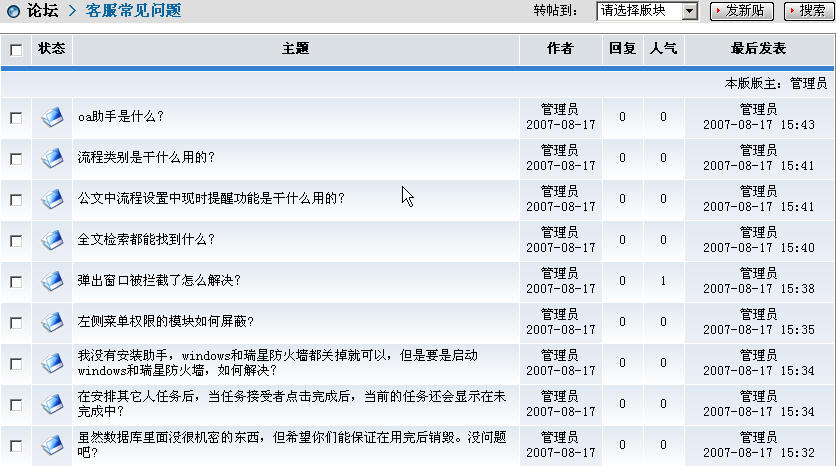 论坛 > 客服常见问题 转帖到： 请选择版块 发新贴 搜索
状态 主题 作者 回复 人气 最后发表
本版版主：管理员
oa助手是什么? 管理员 2007-08-17 0 0 管理员 2007-08-17 15:43
流程类别是干什么用的? 管理员 2007-08-17 0 0 管理员 2007-08-17 15:41
公文中流程设置中现时提醒功能是干什么用的? 管理员 2007-08-17 0 0 管理员 2007-08-17 15:41
全文检索都能找到什么? 管理员 2007-08-17 0 0 管理员 2007-08-17 15:40
弹出窗口被拦截了怎么解决? 管理员 2007-08-17 0 1 管理员 2007-08-17 15:38
左侧菜单权限的模块如何屏蔽? 管理员 2007-08-17 0 0 管理员 2007-08-17 15:35
我没有安装助手，windows和瑞星防火墙都关掉就可以，但是要是启动
windows和瑞星防火墙，如何解决? 管理员 2007-08-17 0 0 管理员 2007-08-17 15:34
在安排其它人任务后，当任务接受者点击完成后，当前的任务还会显示在未
完成中? 管理员 2007-08-17 0 0 管理员 2007-08-17 15:34
虽然数据库里面没很机密的东西，但希望你们能保证在用完后销毁。没问题
吧? 管理员 2007-08-17 0 0 管理员 2007-08-17 15:32